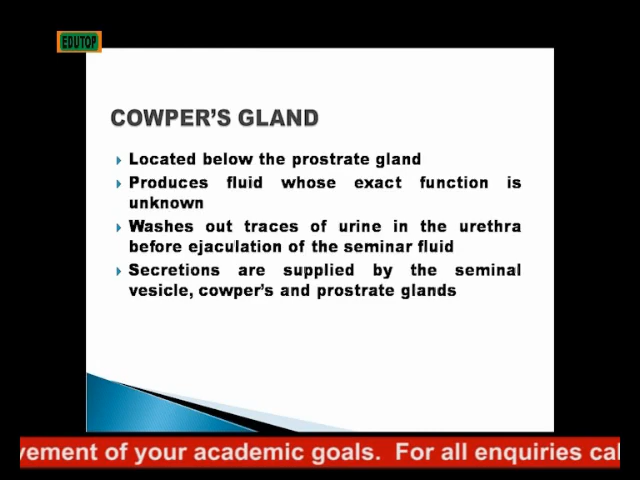 EDUTOP
COWPER'S GLAND
Located below the prostrate gland
Produces fluid whose exact function is
unknown
Washes out traces of urine in the urethra
before ejaculation of the seminar fluid
Secretions are supplied by the seminal
vesicle, cowper's and prostrate glands
of your academic goals. For all enquiries